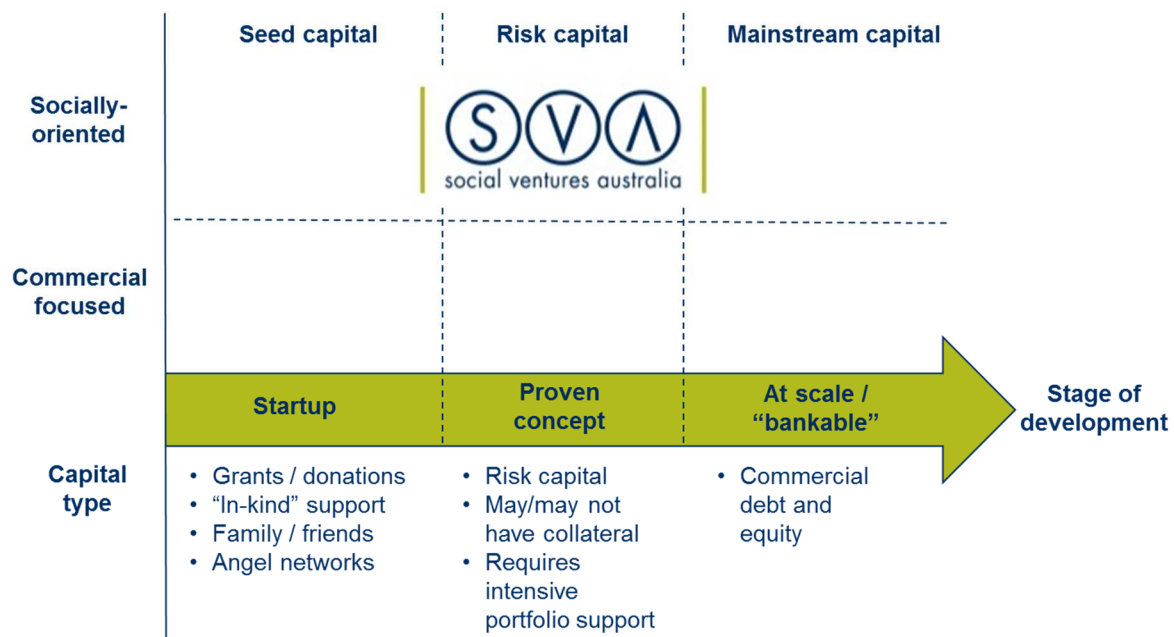 Seed capital
Risk capital
Mainstream capital
Socially-
oriented
SVA
social ventures australia
Commercial
focused
Startup
Proven
concept
At scale /
“bankable”
Stage of
development
Capital
type
• Grants / donations
• “In-kind” support
• Family / friends
• Angel networks
• Risk capital
• May/may not
have collateral
• Requires
intensive
portfolio support
• Commercial
debt and
equity